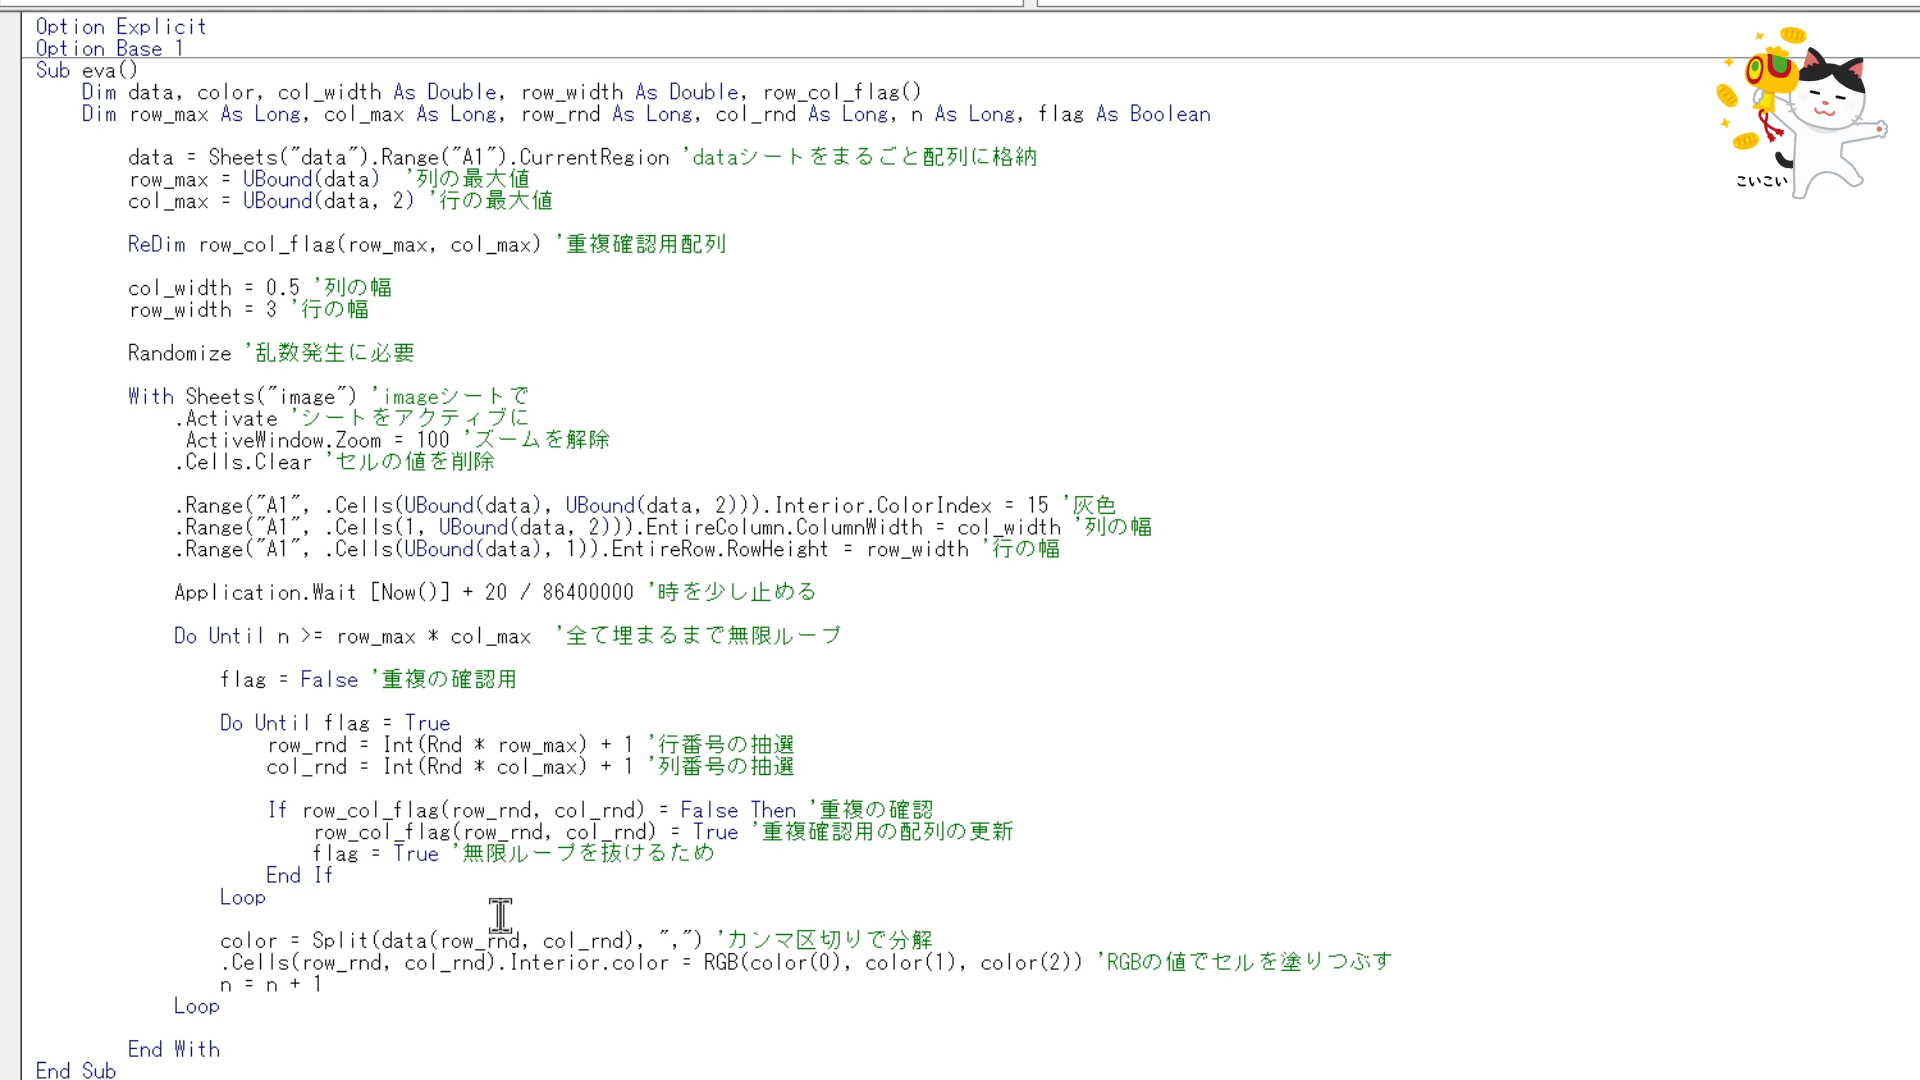 Option Explicit
Option Base 1
Sub eva()
    Dim data, color, col_width As Double, row_width As Double, row_col_flag()
    Dim row_max As Long, col_max As Long, row_rnd As Long, col_rnd As Long, n As Long, flag As Boolean
        data = Sheets("data").Range("A1").CurrentRegion 'dataシートをまるごと配列に格納
        row_max = UBound(data)  '列の最大値
        col_max = UBound(data, 2) '行の最大値
        ReDim row_col_flag(row_max, col_max) '重複確認用配列
        col_width = 0.5 '列の幅
        row_width = 3 '行の幅
        Randomize '乱数発生に必要
        With Sheets("image") 'imageシートで
            .Activate 'シートをアクティブに
             ActiveWindow.Zoom = 100 'ズームを解除
            .Cells.Clear 'セルの値を削除
            .Range("A1", .Cells(UBound(data), UBound(data, 2))).Interior.ColorIndex = 15 '灰色
            .Range("A1", .Cells(1, UBound(data, 2))).EntireColumn.ColumnWidth = col_width '列の幅
            .Range("A1", .Cells(UBound(data), 1)).EntireRow.RowHeight = row_width '行の幅
            Application.Wait [Now()] + 20 / 86400000 '時を少し止める
            Do Until n >= row_max * col_max  '全て埋まるまで無限ループ
                flag = False '重複の確認用
                Do Until flag = True
                    row_rnd = Int(Rnd * row_max) + 1 '行番号の抽選
                    col_rnd = Int(Rnd * col_max) + 1 '列番号の抽選
                    If row_col_flag(row_rnd, col_rnd) = False Then '重複の確認
                        row_col_flag(row_rnd, col_rnd) = True '重複確認用の配列の更新
                        flag = True '無限ループを抜けるため
                    End If
                Loop
                color = Split(data(row_rnd, col_rnd), ",") 'カンマ区切りで分解
                .Cells(row_rnd, col_rnd).Interior.color = RGB(color(0), color(1), color(2)) 'RGBの値でセルを塗りつぶす
                n = n + 1
            Loop
        End With
End Sub
こいこい